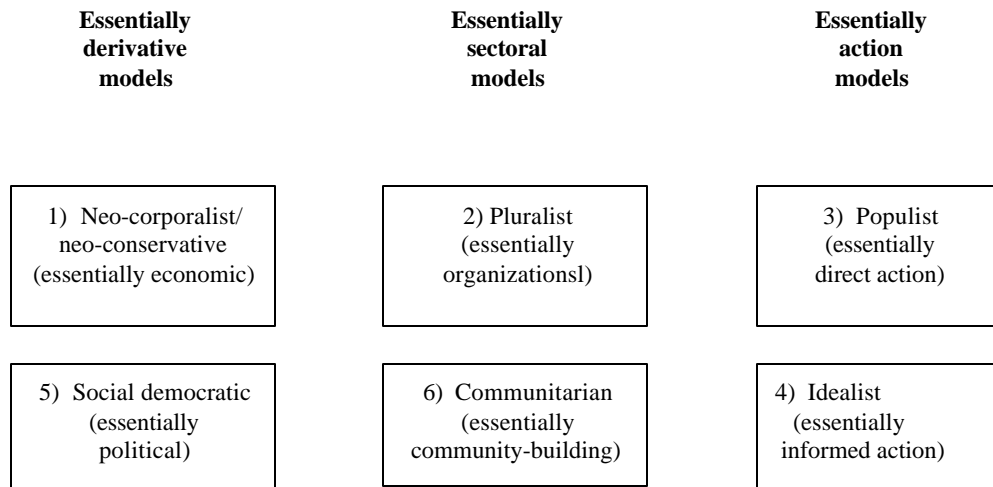 Essentially
derivative
models
Essentially
sectoral
models
Essentially
action
models
1) Neo-corporalist/
neo-conservative
(essentially economic)
2) Pluralist
(essentially
organizationsl)
3) Populist
(essentially
direct action)
5) Social democratic
(essentially
political)
6) Communitarian
(essentially
community-building)
4) Idealist
(essentially
informed action)